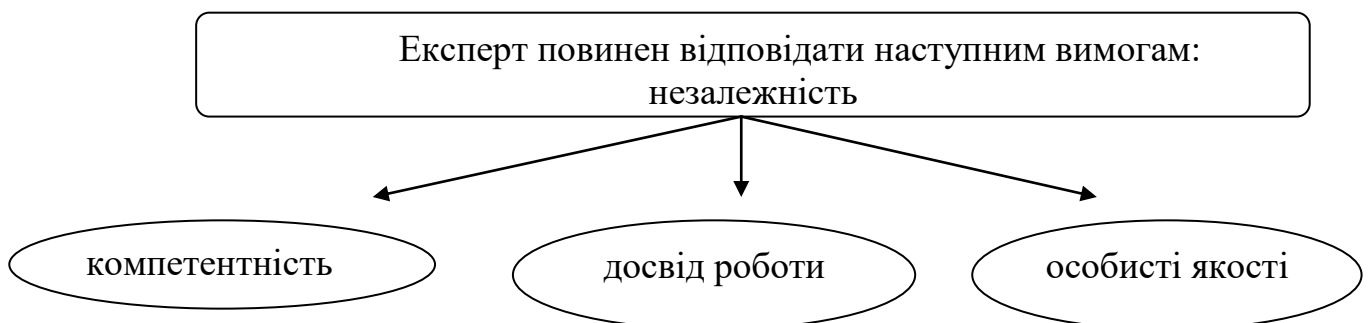 Експерт повинен відповідати наступним вимогам:
незалежність
компетентність
досвід роботи
особисті якості